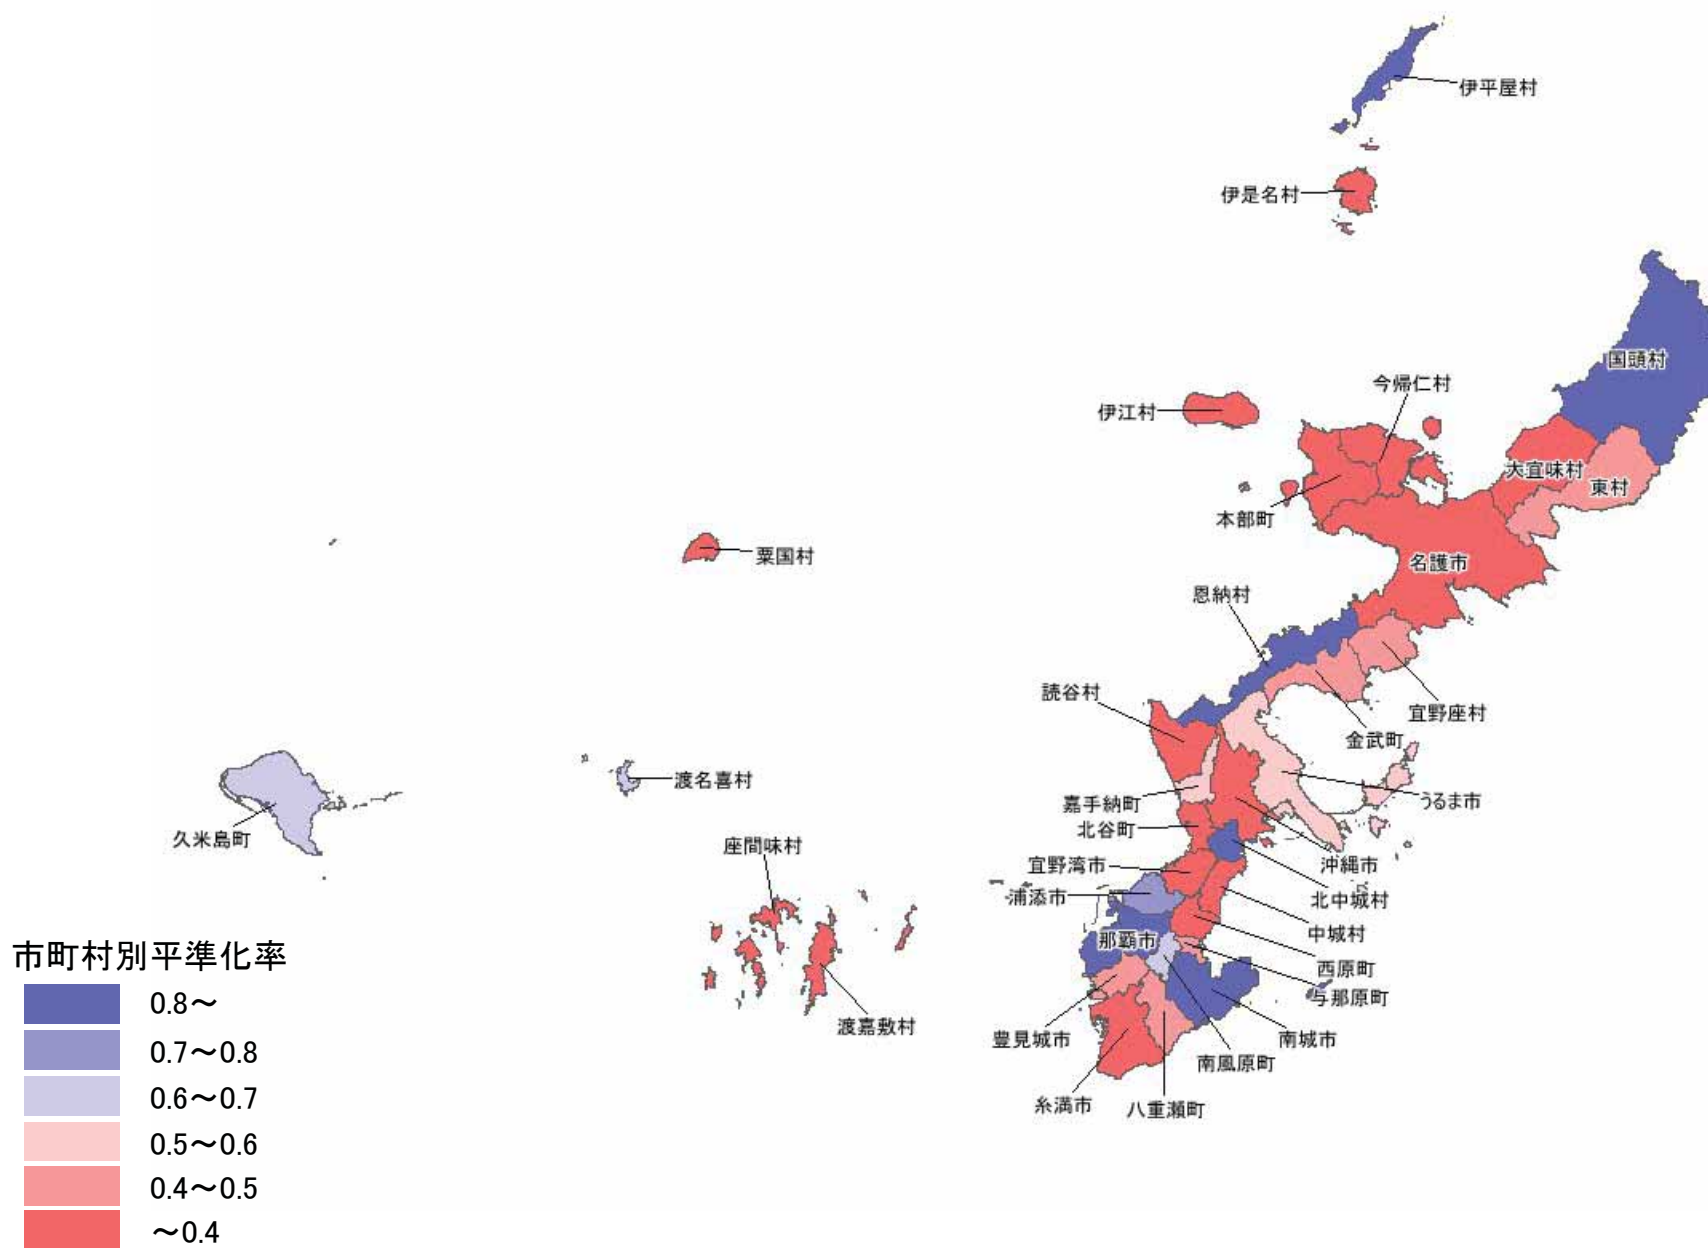 伊平屋村
伊是名村
国頭村
今帰仁村
伊江村
大宜味村
東村
本部町
粟国村
名護市
恩納村
読谷村
宜野座村
金武町
渡名喜村
うるま市
嘉手納町
久米島町
北谷町
座間味村
宜野湾市
沖縄市
浦添市
北中城村
中城村
那覇市
西原町
与那原町
渡嘉敷村
豊見城市
南城市
南風原町
糸満市
八重瀬町
市町村別平準化率
0.8～
0.7～0.8
0.6～0.7
0.5～0.6
0.4～0.5
～0.4